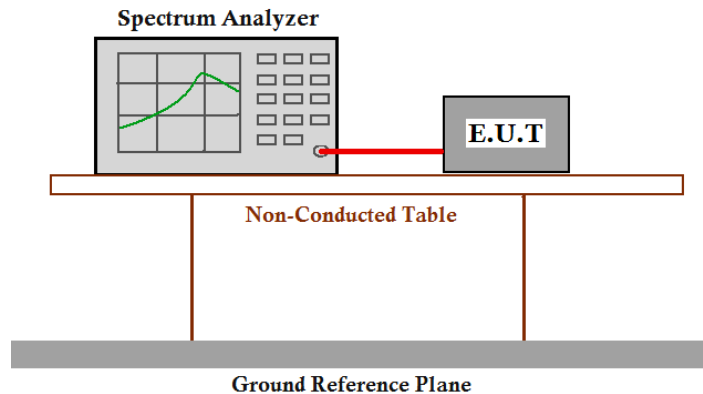 Spectrum Analyzer
E.U.T
Non-Conducted Table
Ground Reference Plane